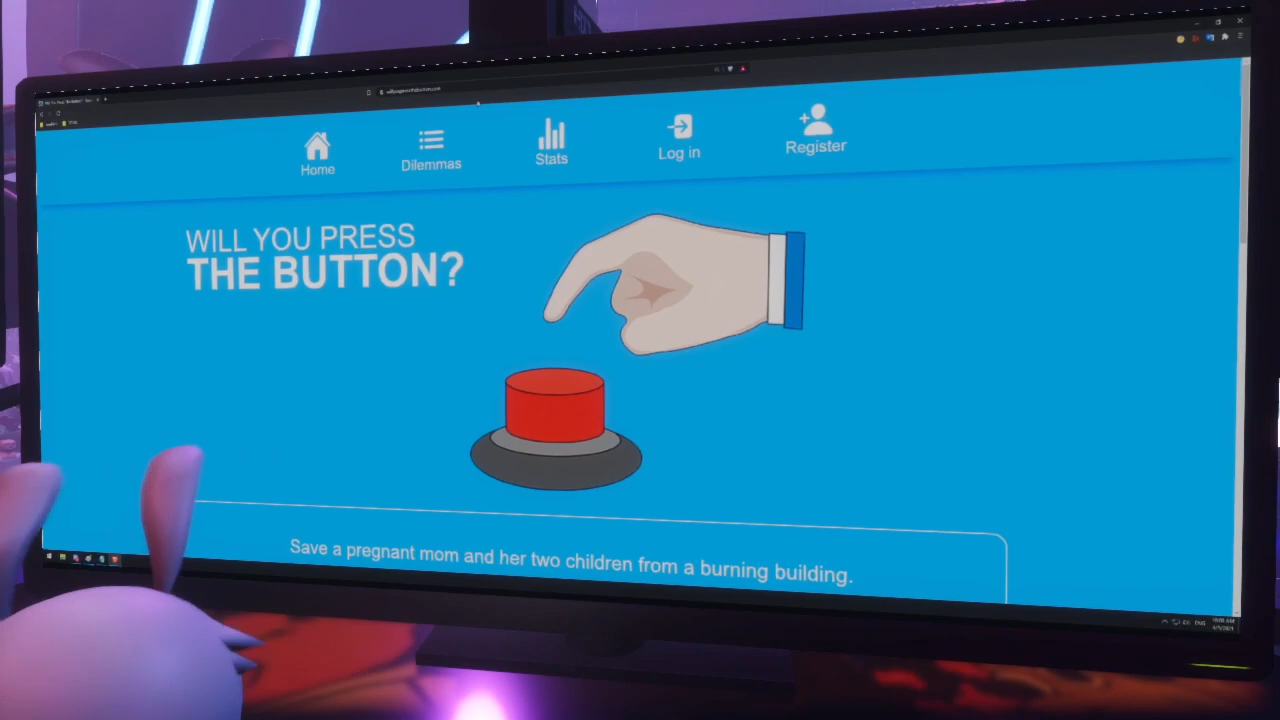 Home
Dilemmas
Stats
Log in
Register
WILL YOU PRESS
THE BUTTON?
Save a pregnant mom and her two children from a burning building.
ENG